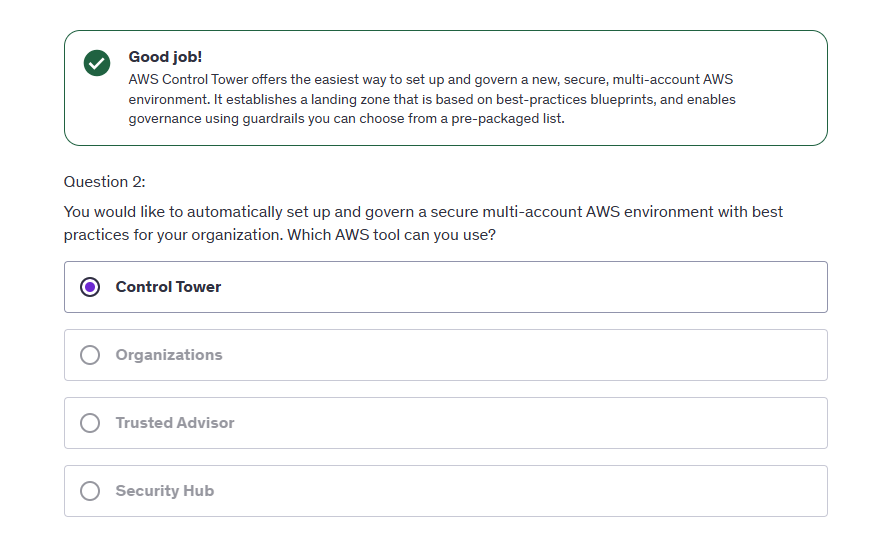 Good job!
AWS Control Tower offers the easiest way to set up and govern a new, secure, multi-account AWS
environment. It establishes a landing zone that is based on best-practices blueprints, and enables
governance using guardrails you can choose from a pre-packaged list.
Question 2:
You would like to automatically set up and govern a secure multi-account AWS environment with best
practices for your organization. Which AWS tool can you use?
Control Tower
Organizations
Trusted Advisor
Security Hub